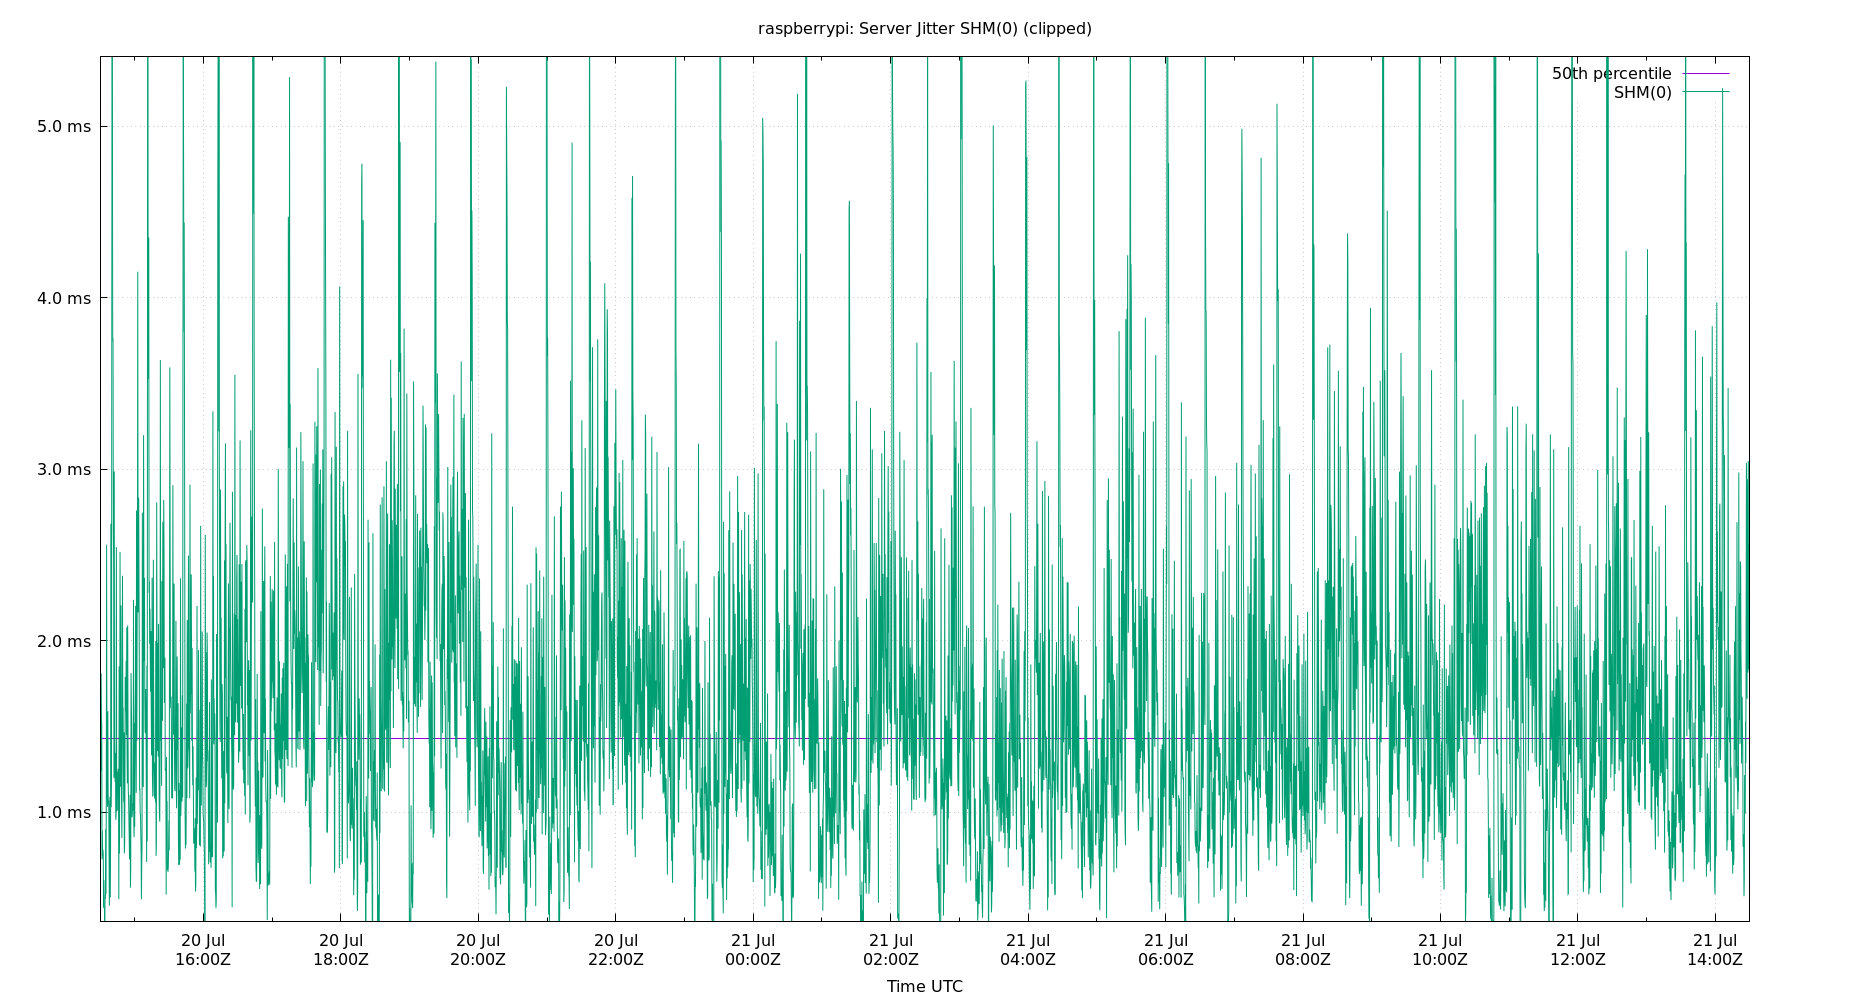 raspberrypi: Server Jitter SHM(0) (clipped)
50th percentile
SHM(0)
5.0 ms
4.0 ms
3.0 ms
2.0 ms
1.0 ms
20 Jul 20 Jul 20 Jul 20 Jul 21 Jul 21 Jul 21 Jul 21 Jul 21 Jul 21 Jul 21 Jul 21 Jul
16:00Z 18:00Z 20:00Z 22:00Z 00:00Z 02:00Z 04:00Z 06:00Z 08:00Z 10:00Z 12:00Z 14:00Z
Time UTC